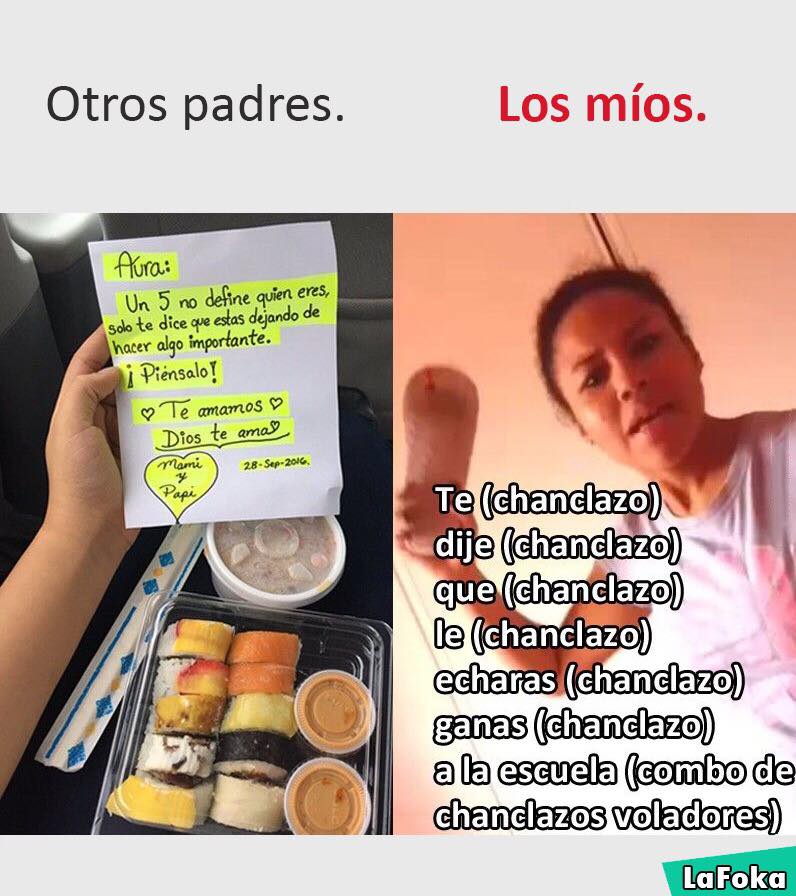 Otros padres.
Los míos.
Aura:
Un 5 no define quien eres,
solo te dice que estas dejando de
hacer algo importante.
¡Piénsalo!
♡ Te amamos ♡
Dios te ama♡
Mami
y
Papi
28-Sep-2016.
Te (chanclazo)
dije (chanclazo)
que (chanclazo)
le (chanclazo)
echaras (chanclazo)
ganas (chanclazo)
a la escuela (combo de
chanclazos voladores)
LaFoka